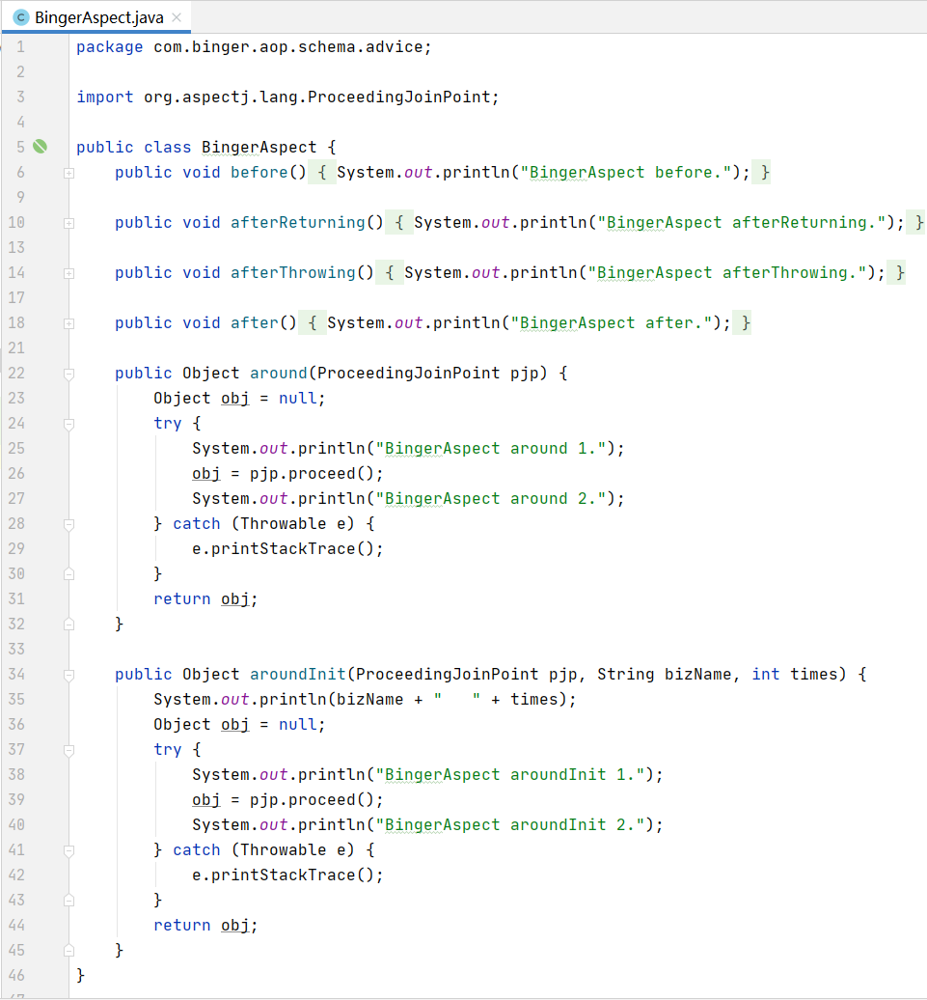 BingerAspect.java
1 package com.binger.aop.schema.advice;
2
3 import org.aspectj.lang.ProceedingJoinPoint;
4
5 public class BingerAspect {
6 public void before() { System.out.println("BingerAspect before."); }
9
10 public void afterReturning() { System.out.println("BingerAspect afterReturning."); }
13
14 public void afterThrowing() { System.out.println("BingerAspect afterThrowing."); }
17
18 public void after() { System.out.println("BingerAspect after."); }
21
22 public Object around(ProceedingJoinPoint pjp) {
23 Object obj = null;
24 try {
25 System.out.println("BingerAspect around 1.");
26 obj = pjp.proceed();
27 System.out.println("BingerAspect around 2.");
28 } catch (Throwable e) {
29 e.printStackTrace();
30 }
31 return obj;
32 }
33
34 public Object aroundInit(ProceedingJoinPoint pjp, String bizName, int times) {
35 System.out.println(bizName + "   " + times);
36 Object obj = null;
37 try {
38 System.out.println("BingerAspect aroundInit 1.");
39 obj = pjp.proceed();
40 System.out.println("BingerAspect aroundInit 2.");
41 } catch (Throwable e) {
42 e.printStackTrace();
43 }
44 return obj;
45 }
46 }